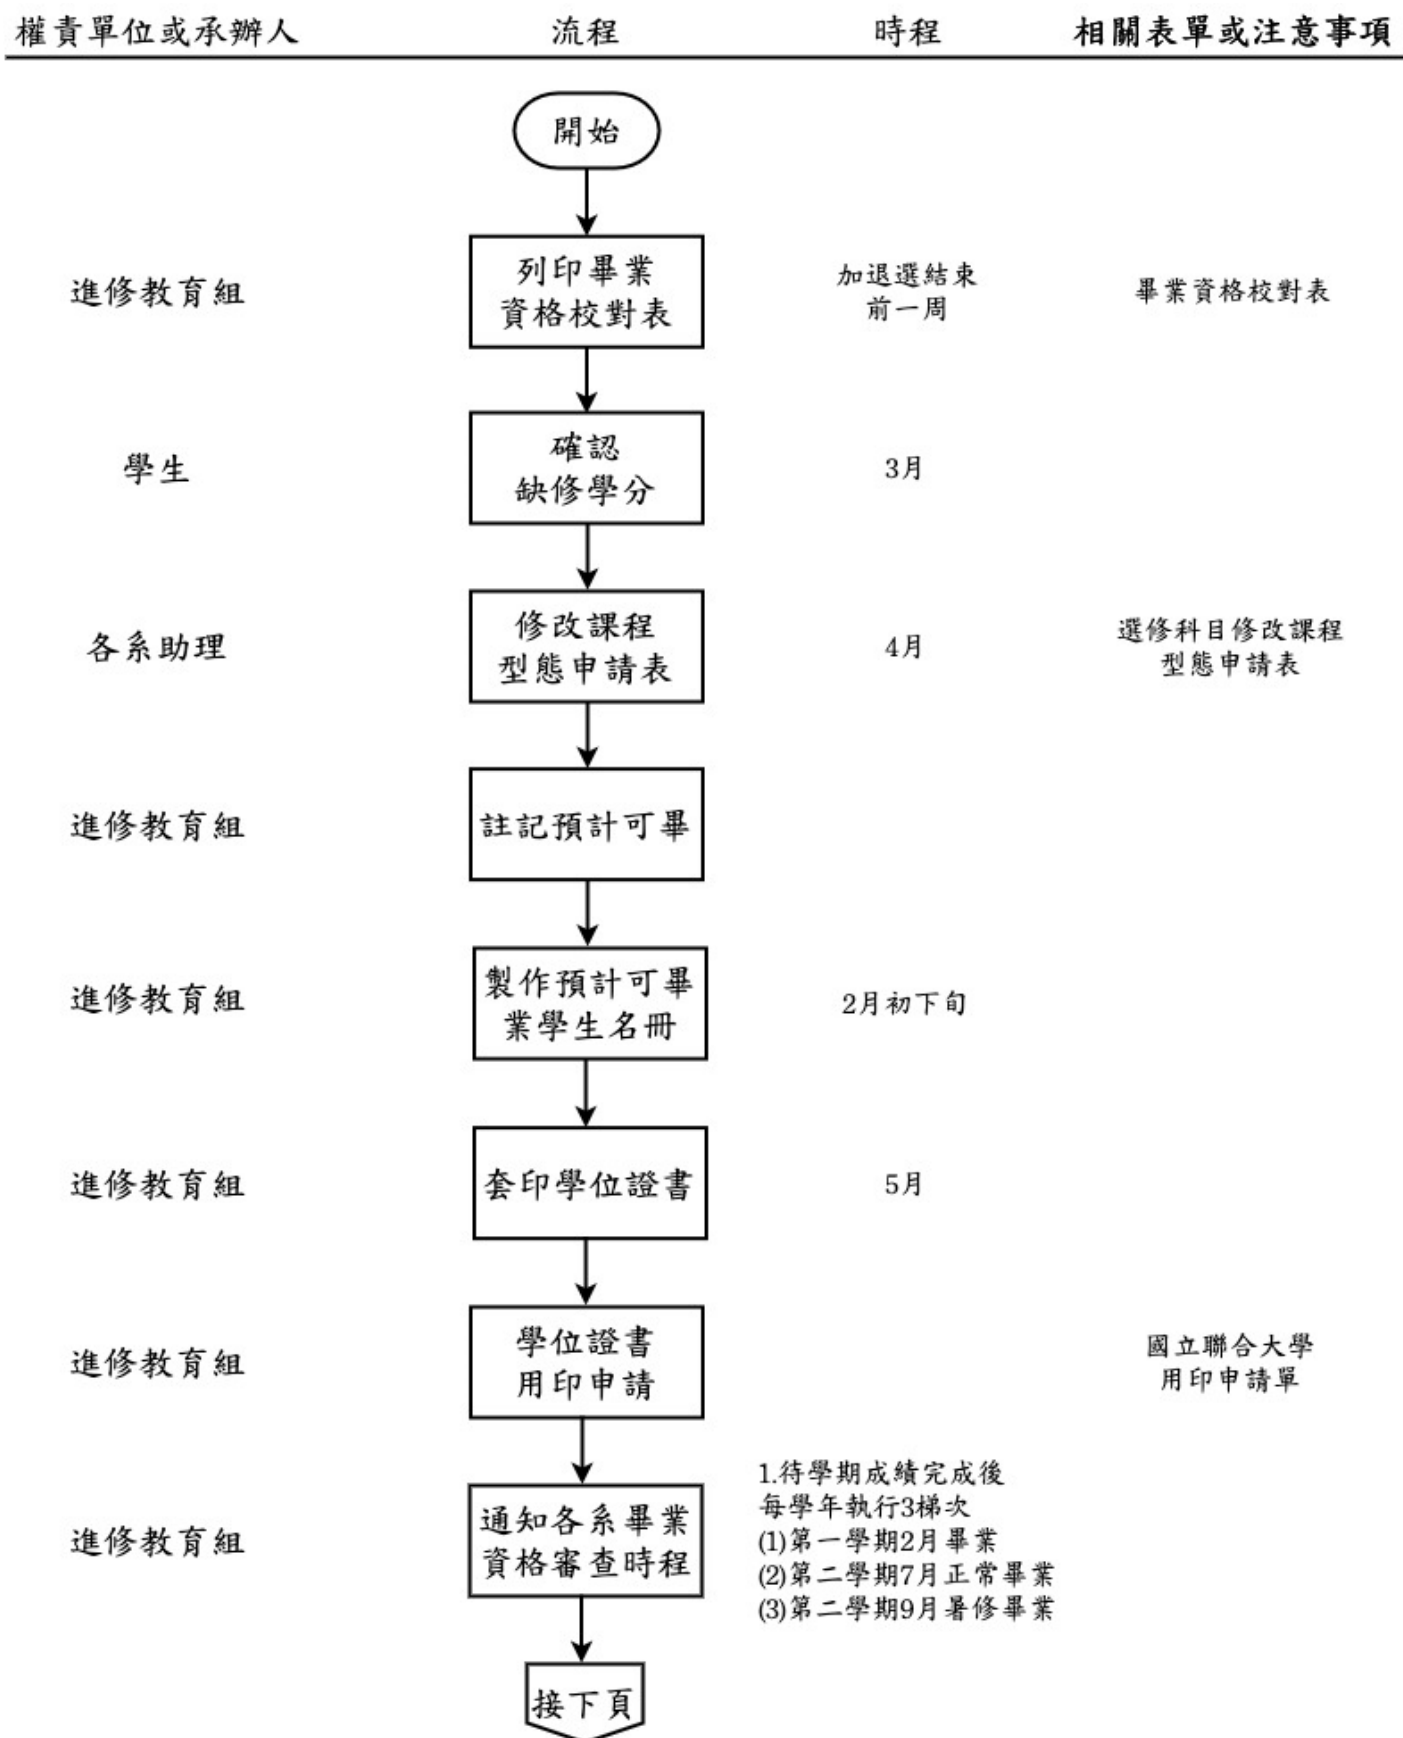 權責單位或承辦人 流程 時程 相關表單或注意事項
開始
進修教育組
列印畢業
資格校對表
加退選結束
前一周
畢業資格校對表
學生
確認
缺修學分
3月
各系助理
修改課程
型態申請表
4月
選修科目修改課程
型態申請表
進修教育組
註記預計可畢
進修教育組
製作預計可畢
業學生名冊
2月初下旬
進修教育組
套印學位證書
5月
進修教育組
學位證書
用印申請
國立聯合大學
用印申請單
進修教育組
通知各系畢業
資格審查時程
1.待學期成績完成後
每學年執行3梯次
(1)第一學期2月畢業
(2)第二學期7月正常畢業
(3)第二學期9月暑修畢業
接下頁